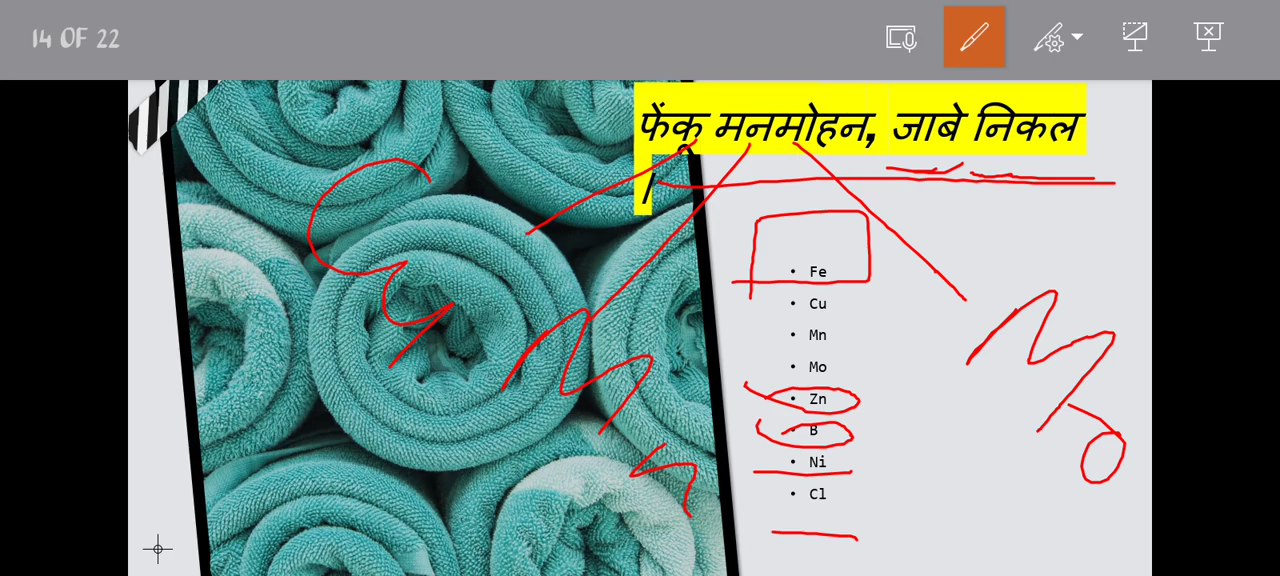 14 OF 22
फेंकू मनमोहन, जाबे निकल
।
• Fe
• Cu
• Mn
• Mo
• Zn
• B
• Ni
• Cl
Cu
Mn
Mo